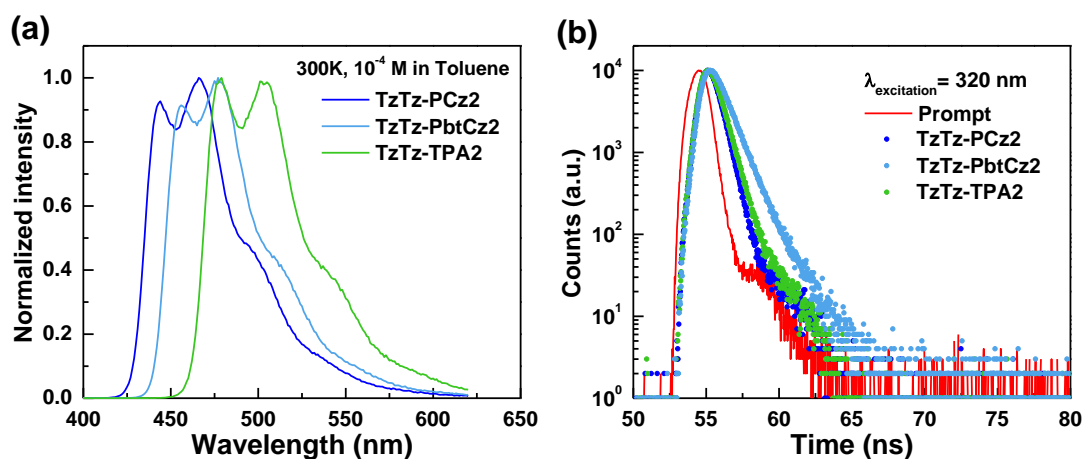 (a)
Normalized intensity
1.0
0.8
0.6
0.4
0.2
0.0
300K, 10⁻⁴ M in Toluene
TzTz-PCz2
TzTz-PbtCz2
TzTz-TPA2
400 450 500 550 600 650
Wavelength (nm)
(b)
Counts (a.u.)
10⁴
10³
10²
10¹
10⁰
λexcitation= 320 nm
Prompt
TzTz-PCz2
TzTz-PbtCz2
TzTz-TPA2
50 55 60 65 70 75 80
Time (ns)